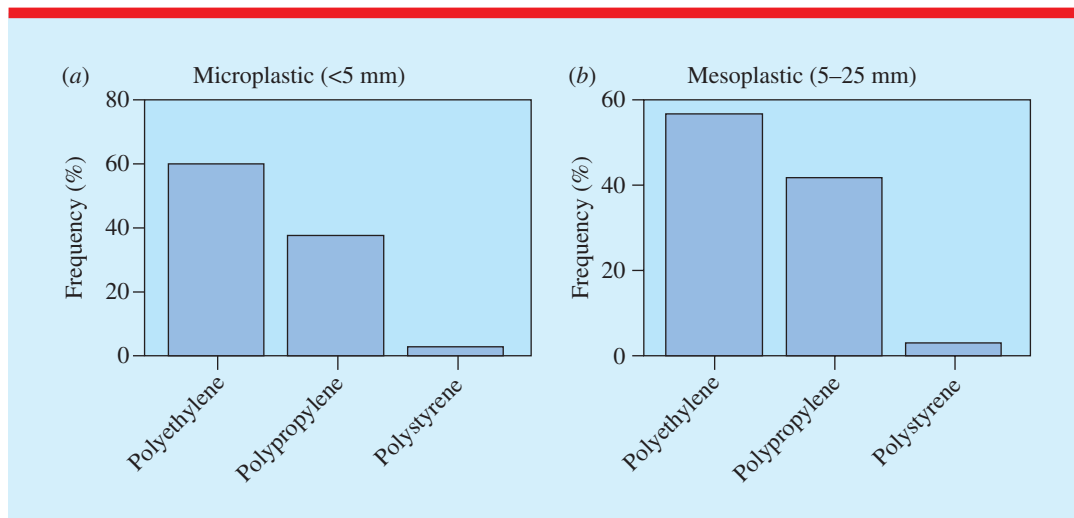 (a) Microplastic (<5 mm)
80
60
40
20
0
Frequency (%)
Polyethylene
Polypropylene
Polystyrene
(b) Mesoplastic (5–25 mm)
60
40
20
0
Frequency (%)
Polyethylene
Polypropylene
Polystyrene